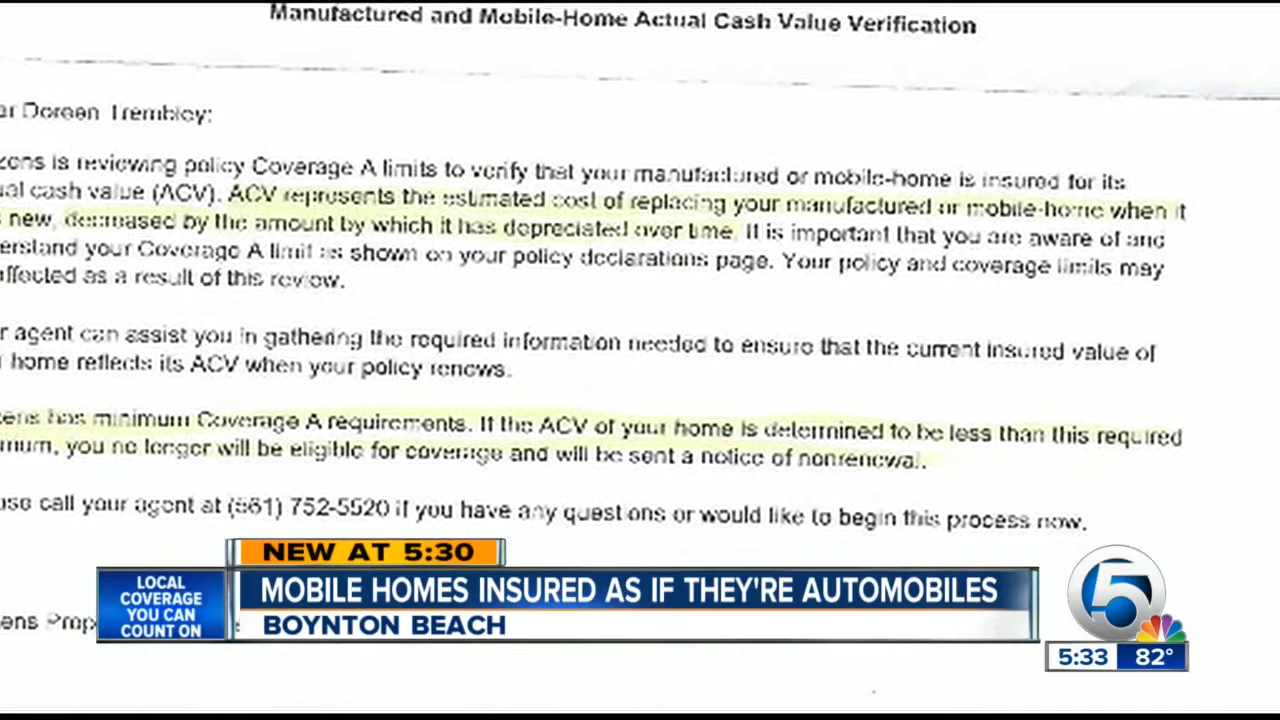 Manufactured and Mobile-Home Actual Cash Value Verification
ar Doreen Trembley:
zens is reviewing policy Coverage A limits to verify that your manufactured or mobile-home is insured for its
ual cash value (ACV). ACV represents the estimated cost of replacing your manufactured or mobile-home when it
s new, decreased by the amount by which it has depreciated over time. It is important that you are aware of and
erstand your Coverage A limit as shown on your policy declarations page. Your policy and coverage limits may
affected as a result of this review.
r agent can assist you in gathering the required information needed to ensure that the current insured value of
r home reflects its ACV when your policy renews.
zens has minimum Coverage A requirements. If the ACV of your home is determined to be less than this required
mum, you no longer will be eligible for coverage and will be sent a notice of nonrenewal.
ase call your agent at (561) 752-5520 if you have any questions or would like to begin this process now.
ens Prop
NEW AT 5:30
LOCAL
COVERAGE
YOU CAN
COUNT ON
MOBILE HOMES INSURED AS IF THEY'RE AUTOMOBILES
BOYNTON BEACH
5
5:33 82°